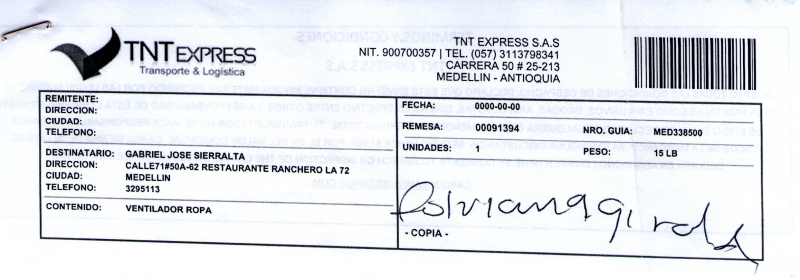 TNT EXPRESS
Transporte & Logística
TNT EXPRESS S.A.S
NIT. 900700357 | TEL. (057) 3113798341
CARRERA 50 # 25-213
MEDELLIN - ANTIOQUIA
REMITENTE:
DIRECCION:
CIUDAD:
TELEFONO:
DESTINATARIO: GABRIEL JOSE SIERRALTA
DIRECCION: CALLE71#50A-62 RESTAURANTE RANCHERO LA 72
CIUDAD: MEDELLIN
TELEFONO: 3295113
CONTENIDO: VENTILADOR ROPA
FECHA: 0000-00-00
REMESA: 00091394 NRO. GUIA: MED338500
UNIDADES: 1 PESO: 15 LB
- COPIA -